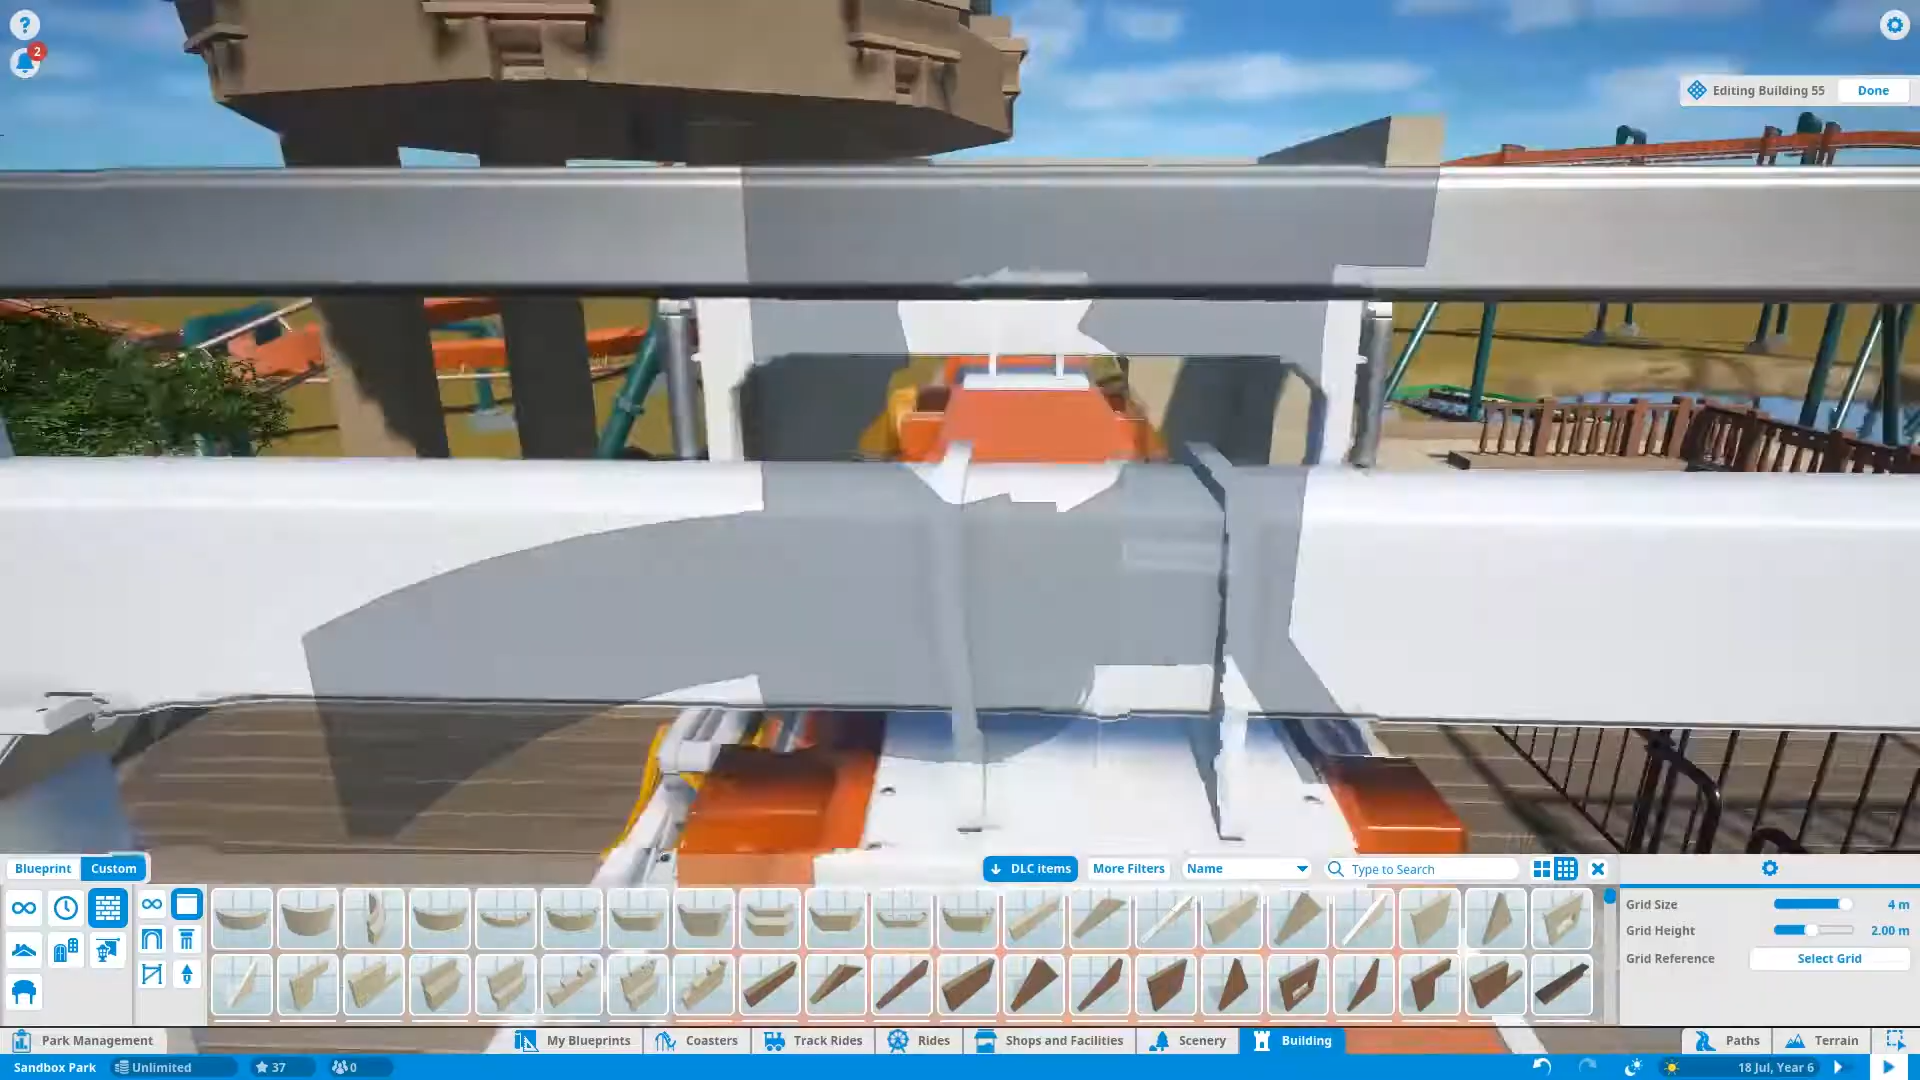 ?
2
Editing Building 55
Done
Blueprint
Custom
DLC items
More Filters
Name
Type to Search
Grid Size
4 m
Grid Height
2.00 m
Grid Reference
Select Grid
Park Management
My Blueprints
Coasters
Track Rides
Rides
Shops and Facilities
Scenery
Building
Paths
Terrain
Sandbox Park
Unlimited
37
0
18 Jul, Year 6